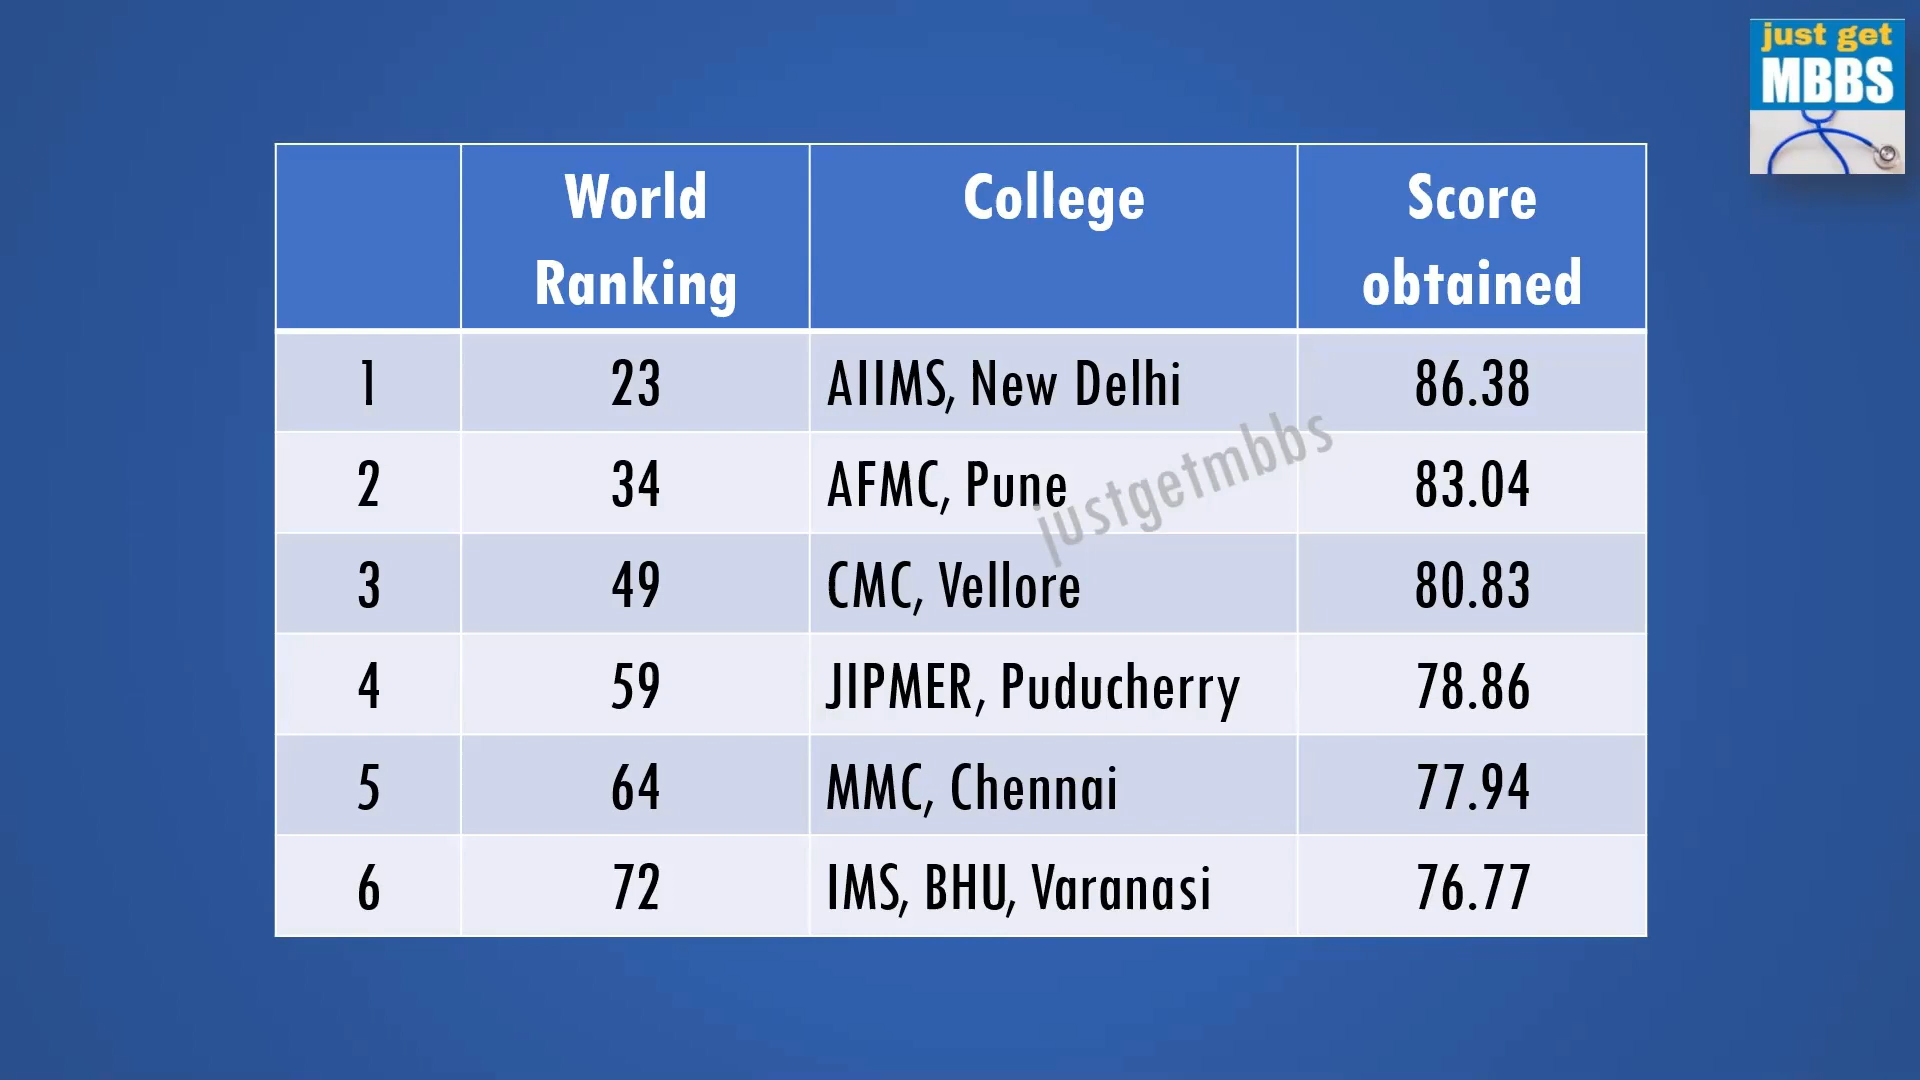 just get
MBBS
World Ranking College Score obtained
1 23 AIIMS, New Delhi 86.38
2 34 AFMC, Pune 83.04
justgetmbbs
3 49 CMC, Vellore 80.83
4 59 JIPMER, Puducherry 78.86
5 64 MMC, Chennai 77.94
6 72 IMS, BHU, Varanasi 76.77